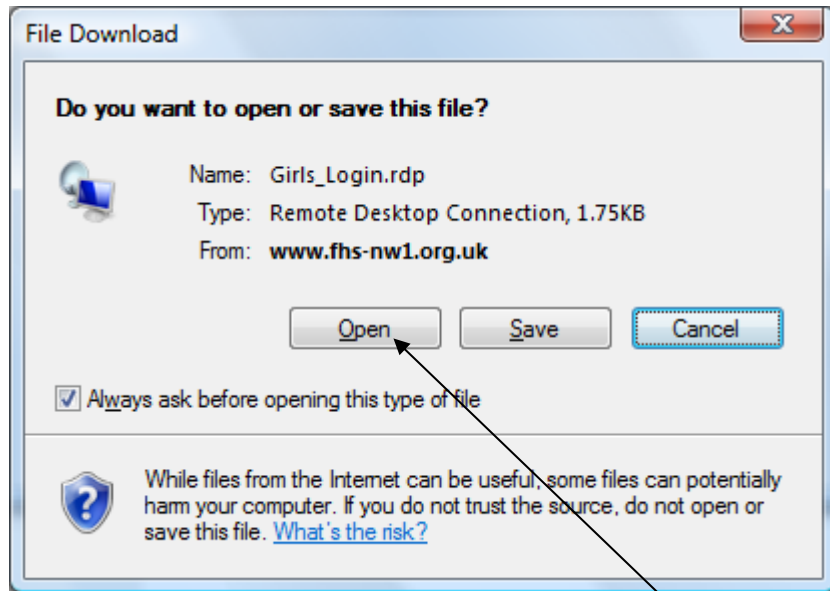 File Download
Do you want to open or save this file?
Name: Girls_Login.rdp
Type: Remote Desktop Connection, 1.75KB
From: www.fhs-nw1.org.uk
Open Save Cancel
Always ask before opening this type of file
While files from the Internet can be useful, some files can potentially
harm your computer. If you do not trust the source, do not open or
save this file. What's the risk?